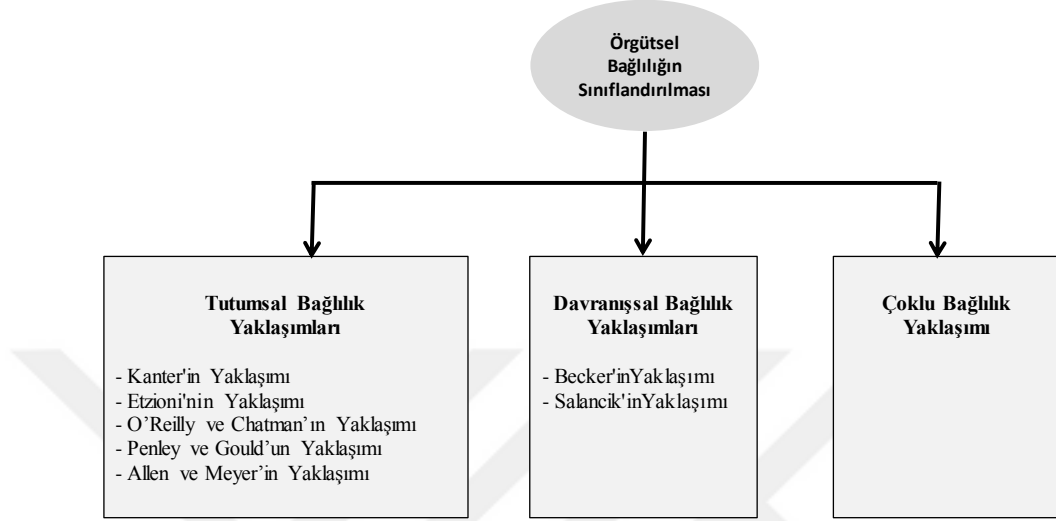 Örgütsel
Bağlılığın
Sınıflandırılması
Tutumsal Bağlılık
Yaklaşımları
- Kanter'in Yaklaşımı
- Etzioni'nin Yaklaşımı
- O’Reilly ve Chatman’ın Yaklaşımı
- Penley ve Gould’un Yaklaşımı
- Allen ve Meyer’in Yaklaşımı
Davranışsal Bağlılık
Yaklaşımları
- Becker'inYaklaşımı
- Salancik'inYaklaşımı
Çoklu Bağlılık
Yaklaşımı